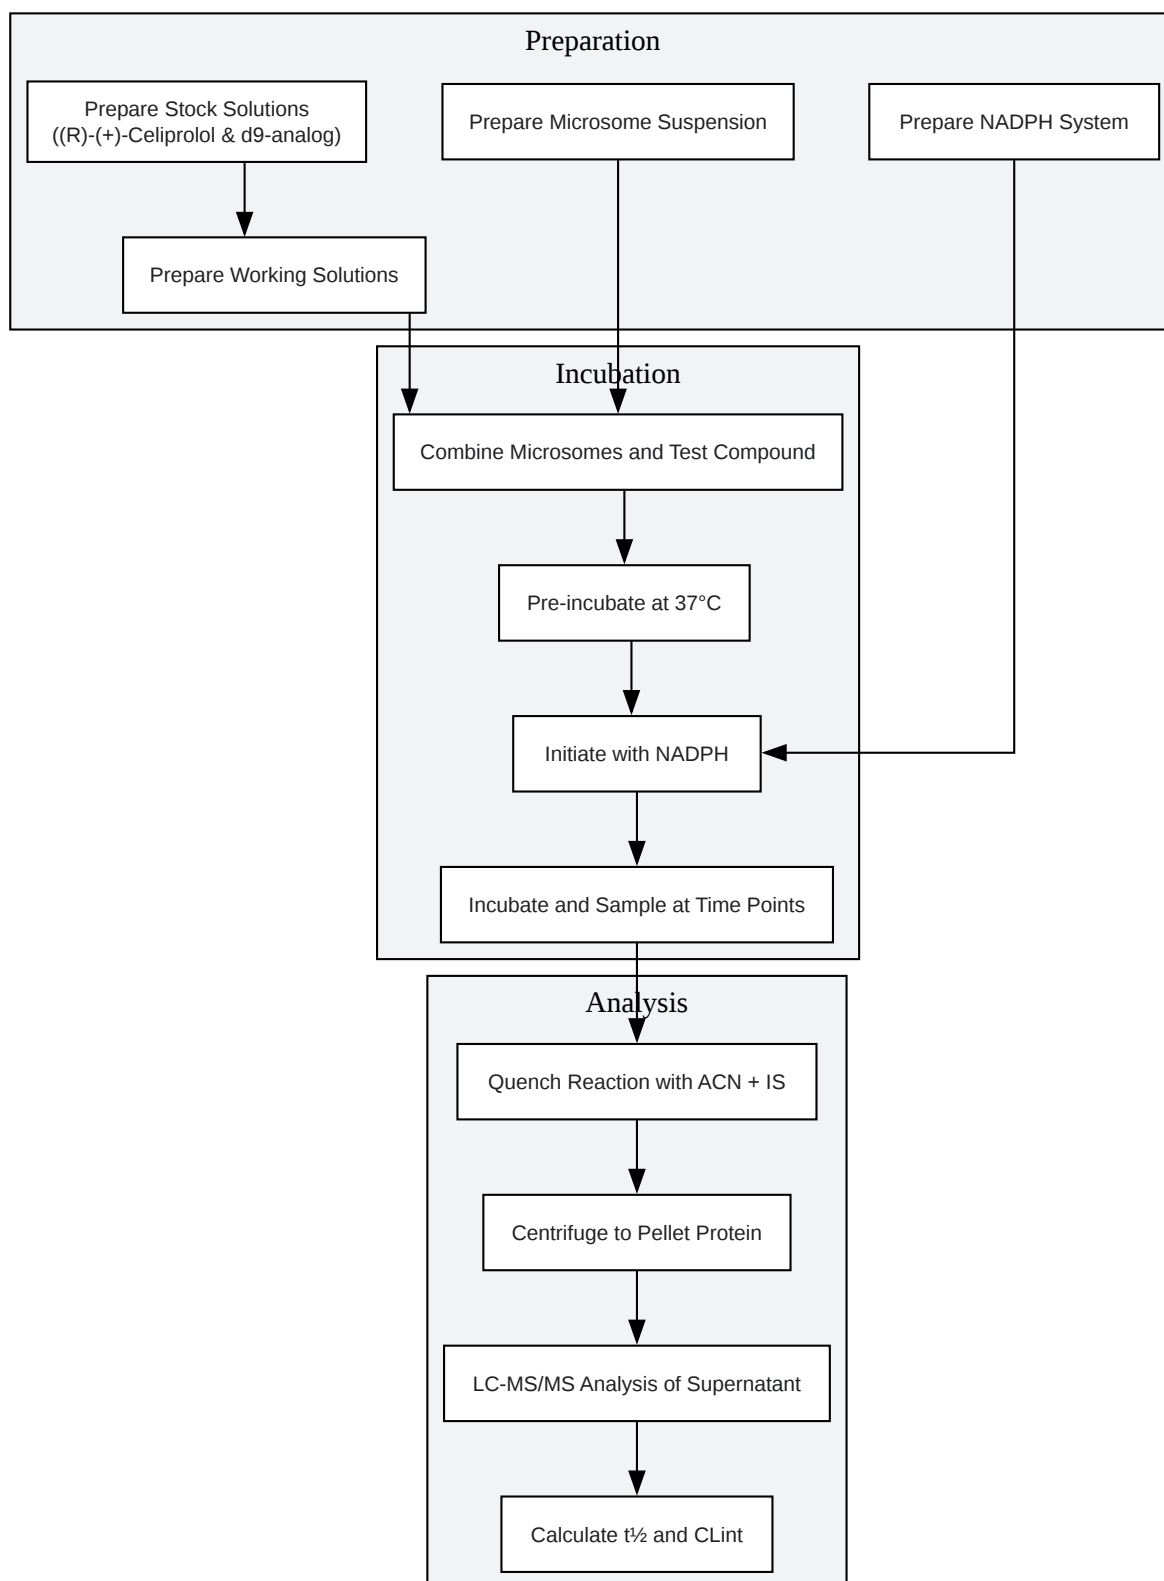 Preparation
Prepare Stock Solutions
((R)-(+)-Celiprolol & d9-analog)
Prepare Microsome Suspension
Prepare NADPH System
Prepare Working Solutions
Incubation
Combine Microsomes and Test Compound
Pre-incubate at 37°C
Initiate with NADPH
Incubate and Sample at Time Points
Analysis
Quench Reaction with ACN + IS
Centrifuge to Pellet Protein
LC-MS/MS Analysis of Supernatant
Calculate t½ and CLint